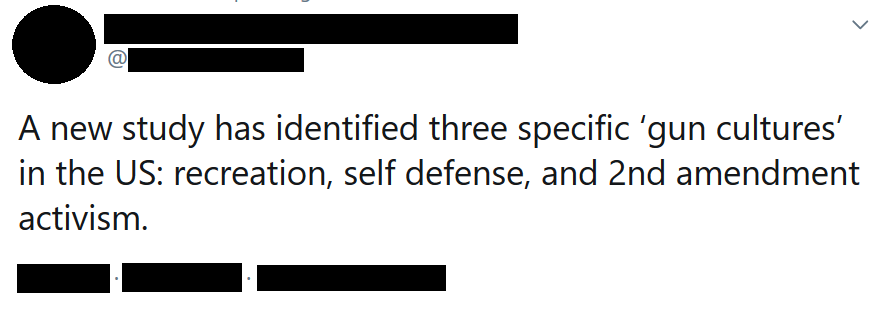 @
A new study has identified three specific ‘gun cultures’
in the US: recreation, self defense, and 2nd amendment
activism.
· ·